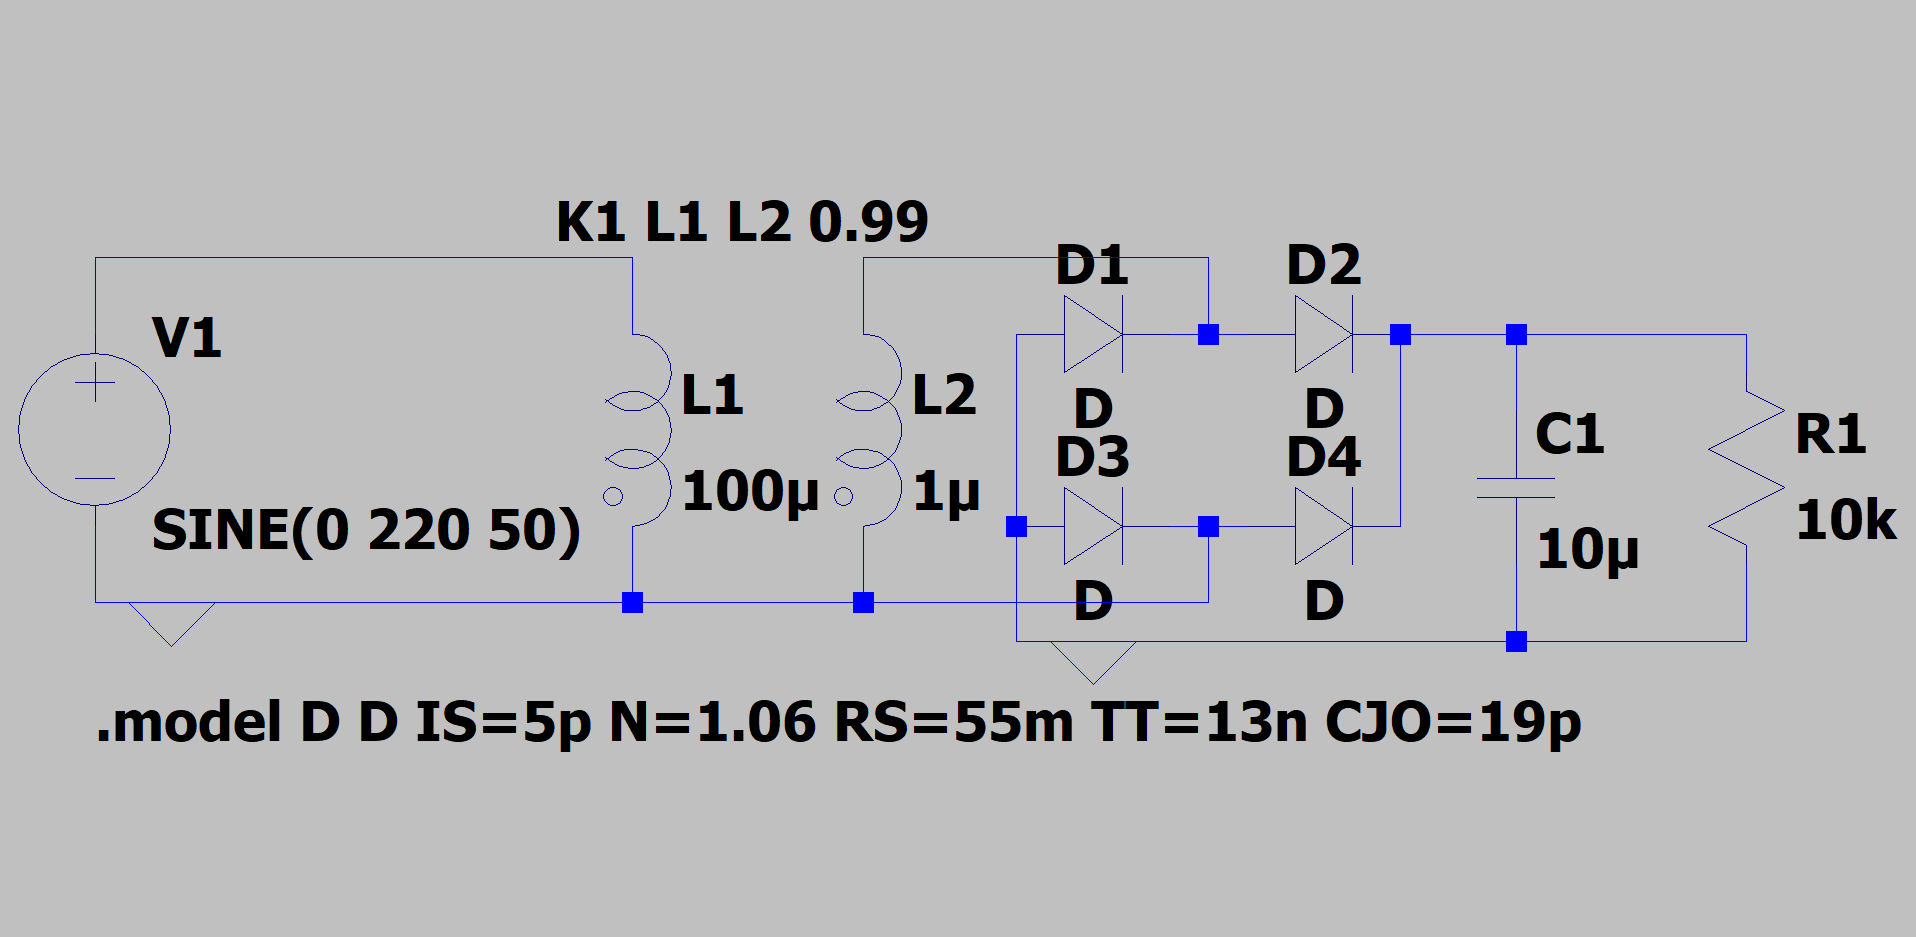 K1 L1 L2 0.99
D1
D2
V1
L1
L2
D
D
C1
R1
D3
D4
100µ
1µ
SINE(0 220 50)
10µ
10k
D
D
.model D D IS=5p N=1.06 RS=55m TT=13n CJO=19p